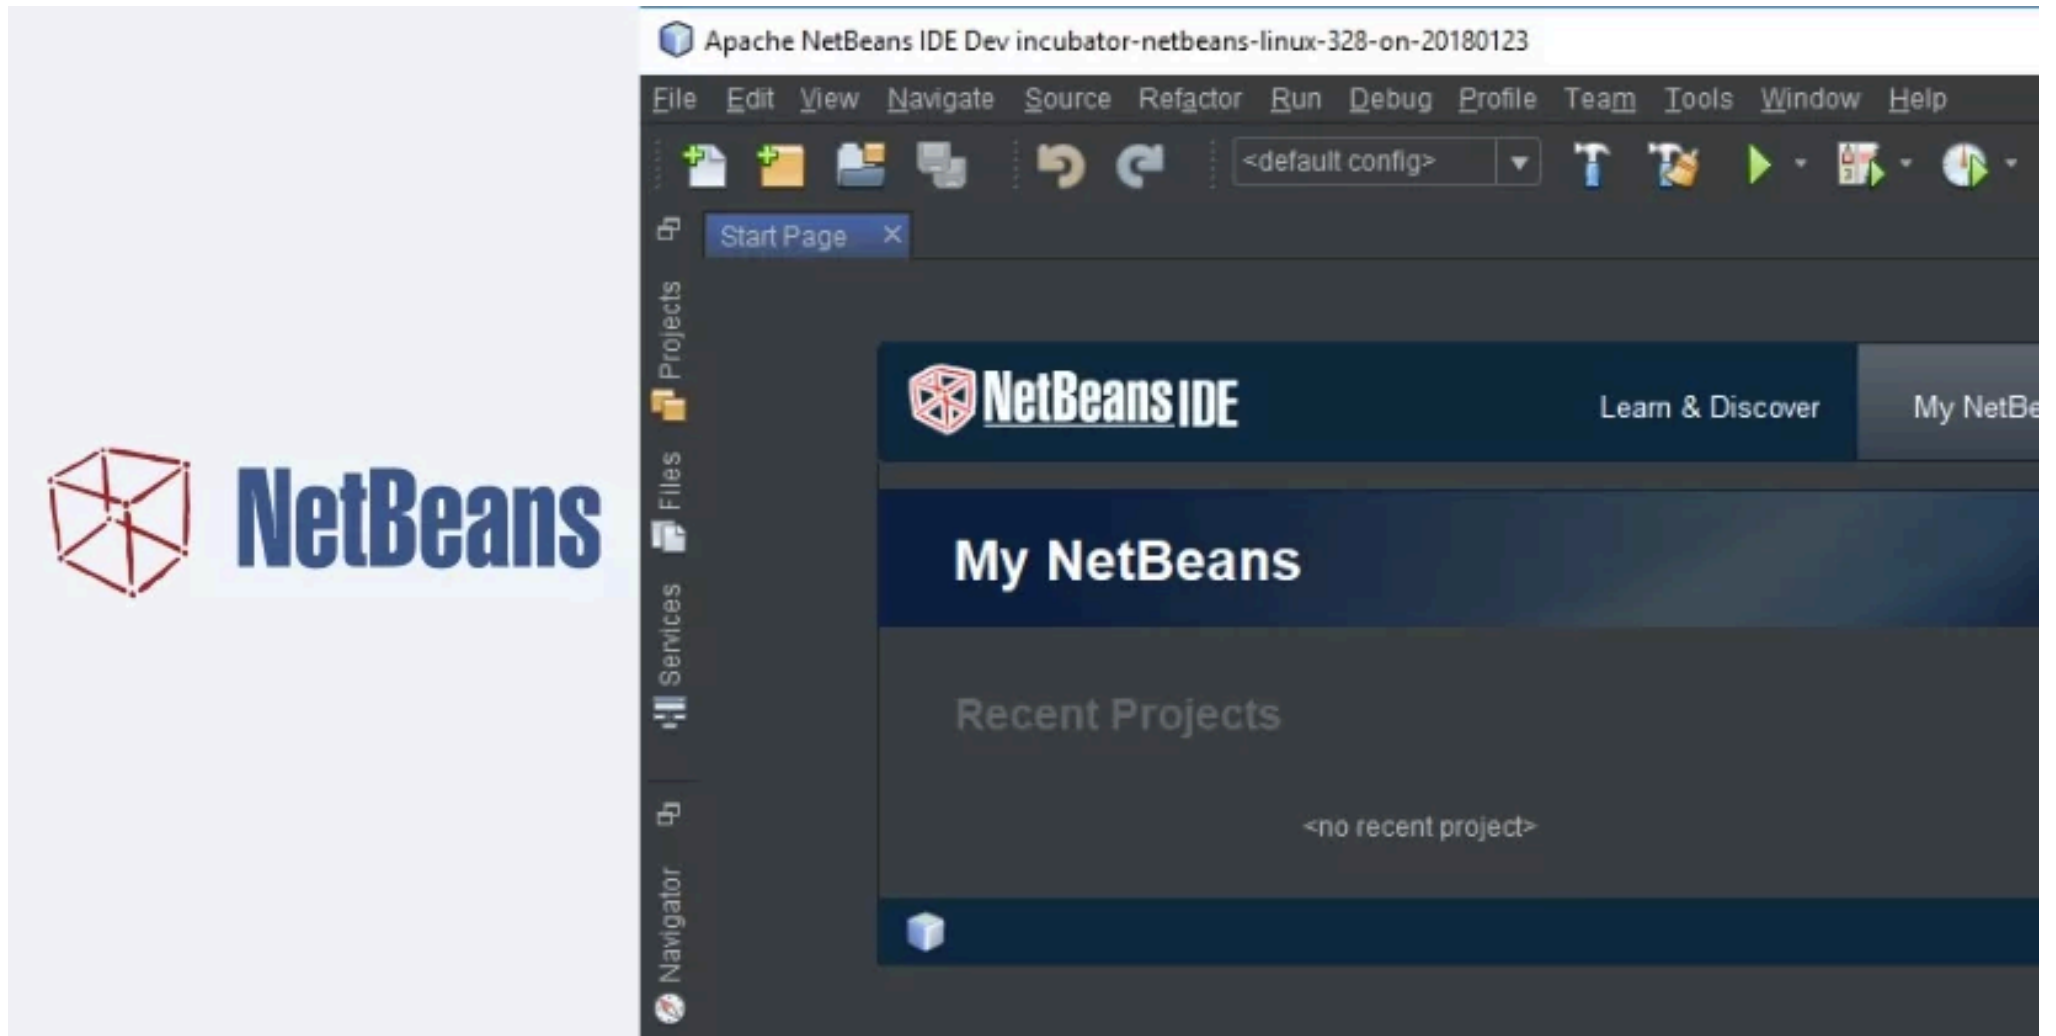 NetBeans
Apache NetBeans IDE Dev incubator-netbeans-linux-328-on-20180123
File Edit View Navigate Source Refactor Run Debug Profile Team Tools Window Help
<default config>
Start Page
Projects
Files
Services
Navigator
NetBeans IDE
Learn & Discover
My NetBe
My NetBeans
Recent Projects
<no recent project>